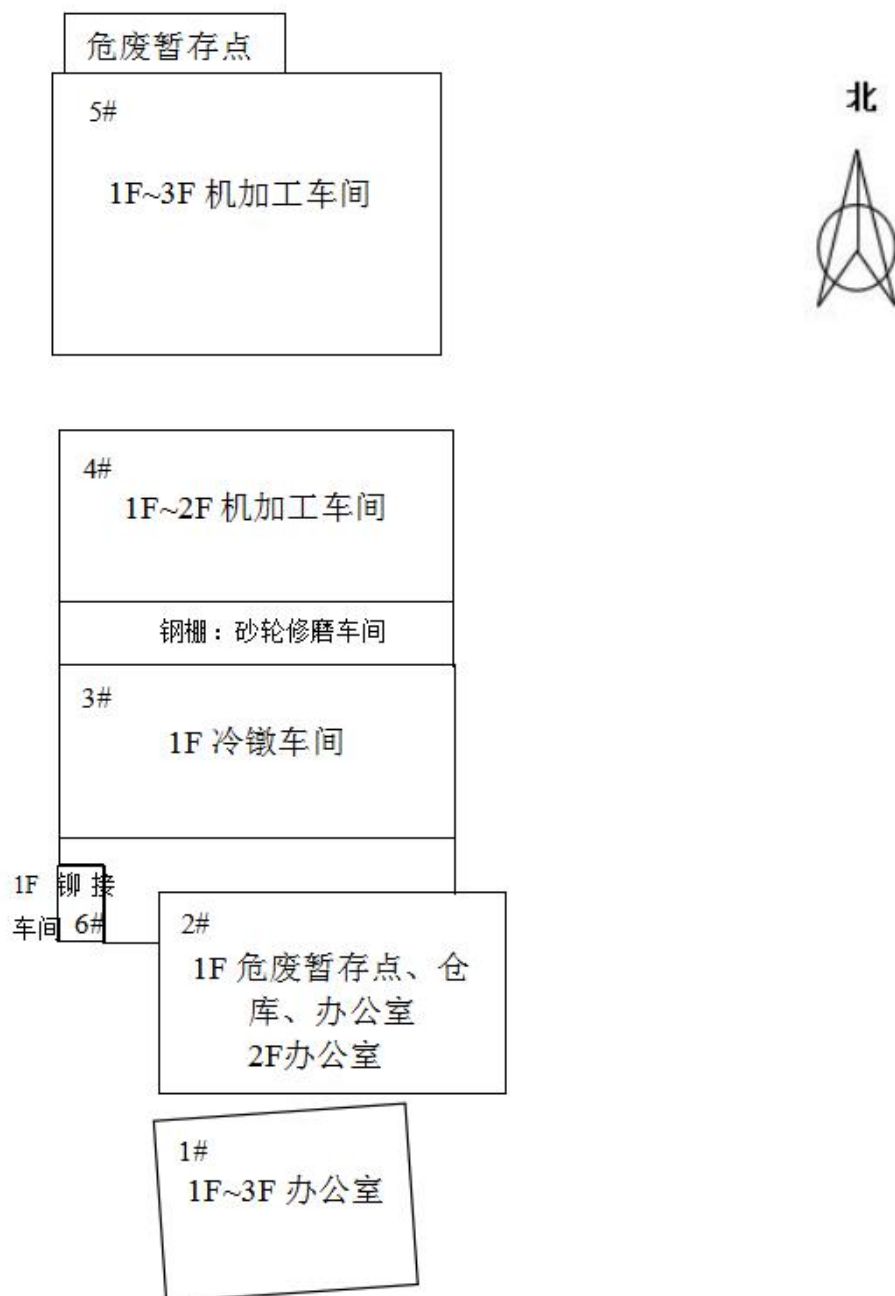 危废暂存点
北
5#
1F~3F 机加工车间
4#
1F~2F 机加工车间
钢棚：砂轮修磨车间
3#
1F 冷镦车间
1F 铆接
车间 6#
2#
1F 危废暂存点、仓
库、办公室
2F办公室
1#
1F~3F 办公室